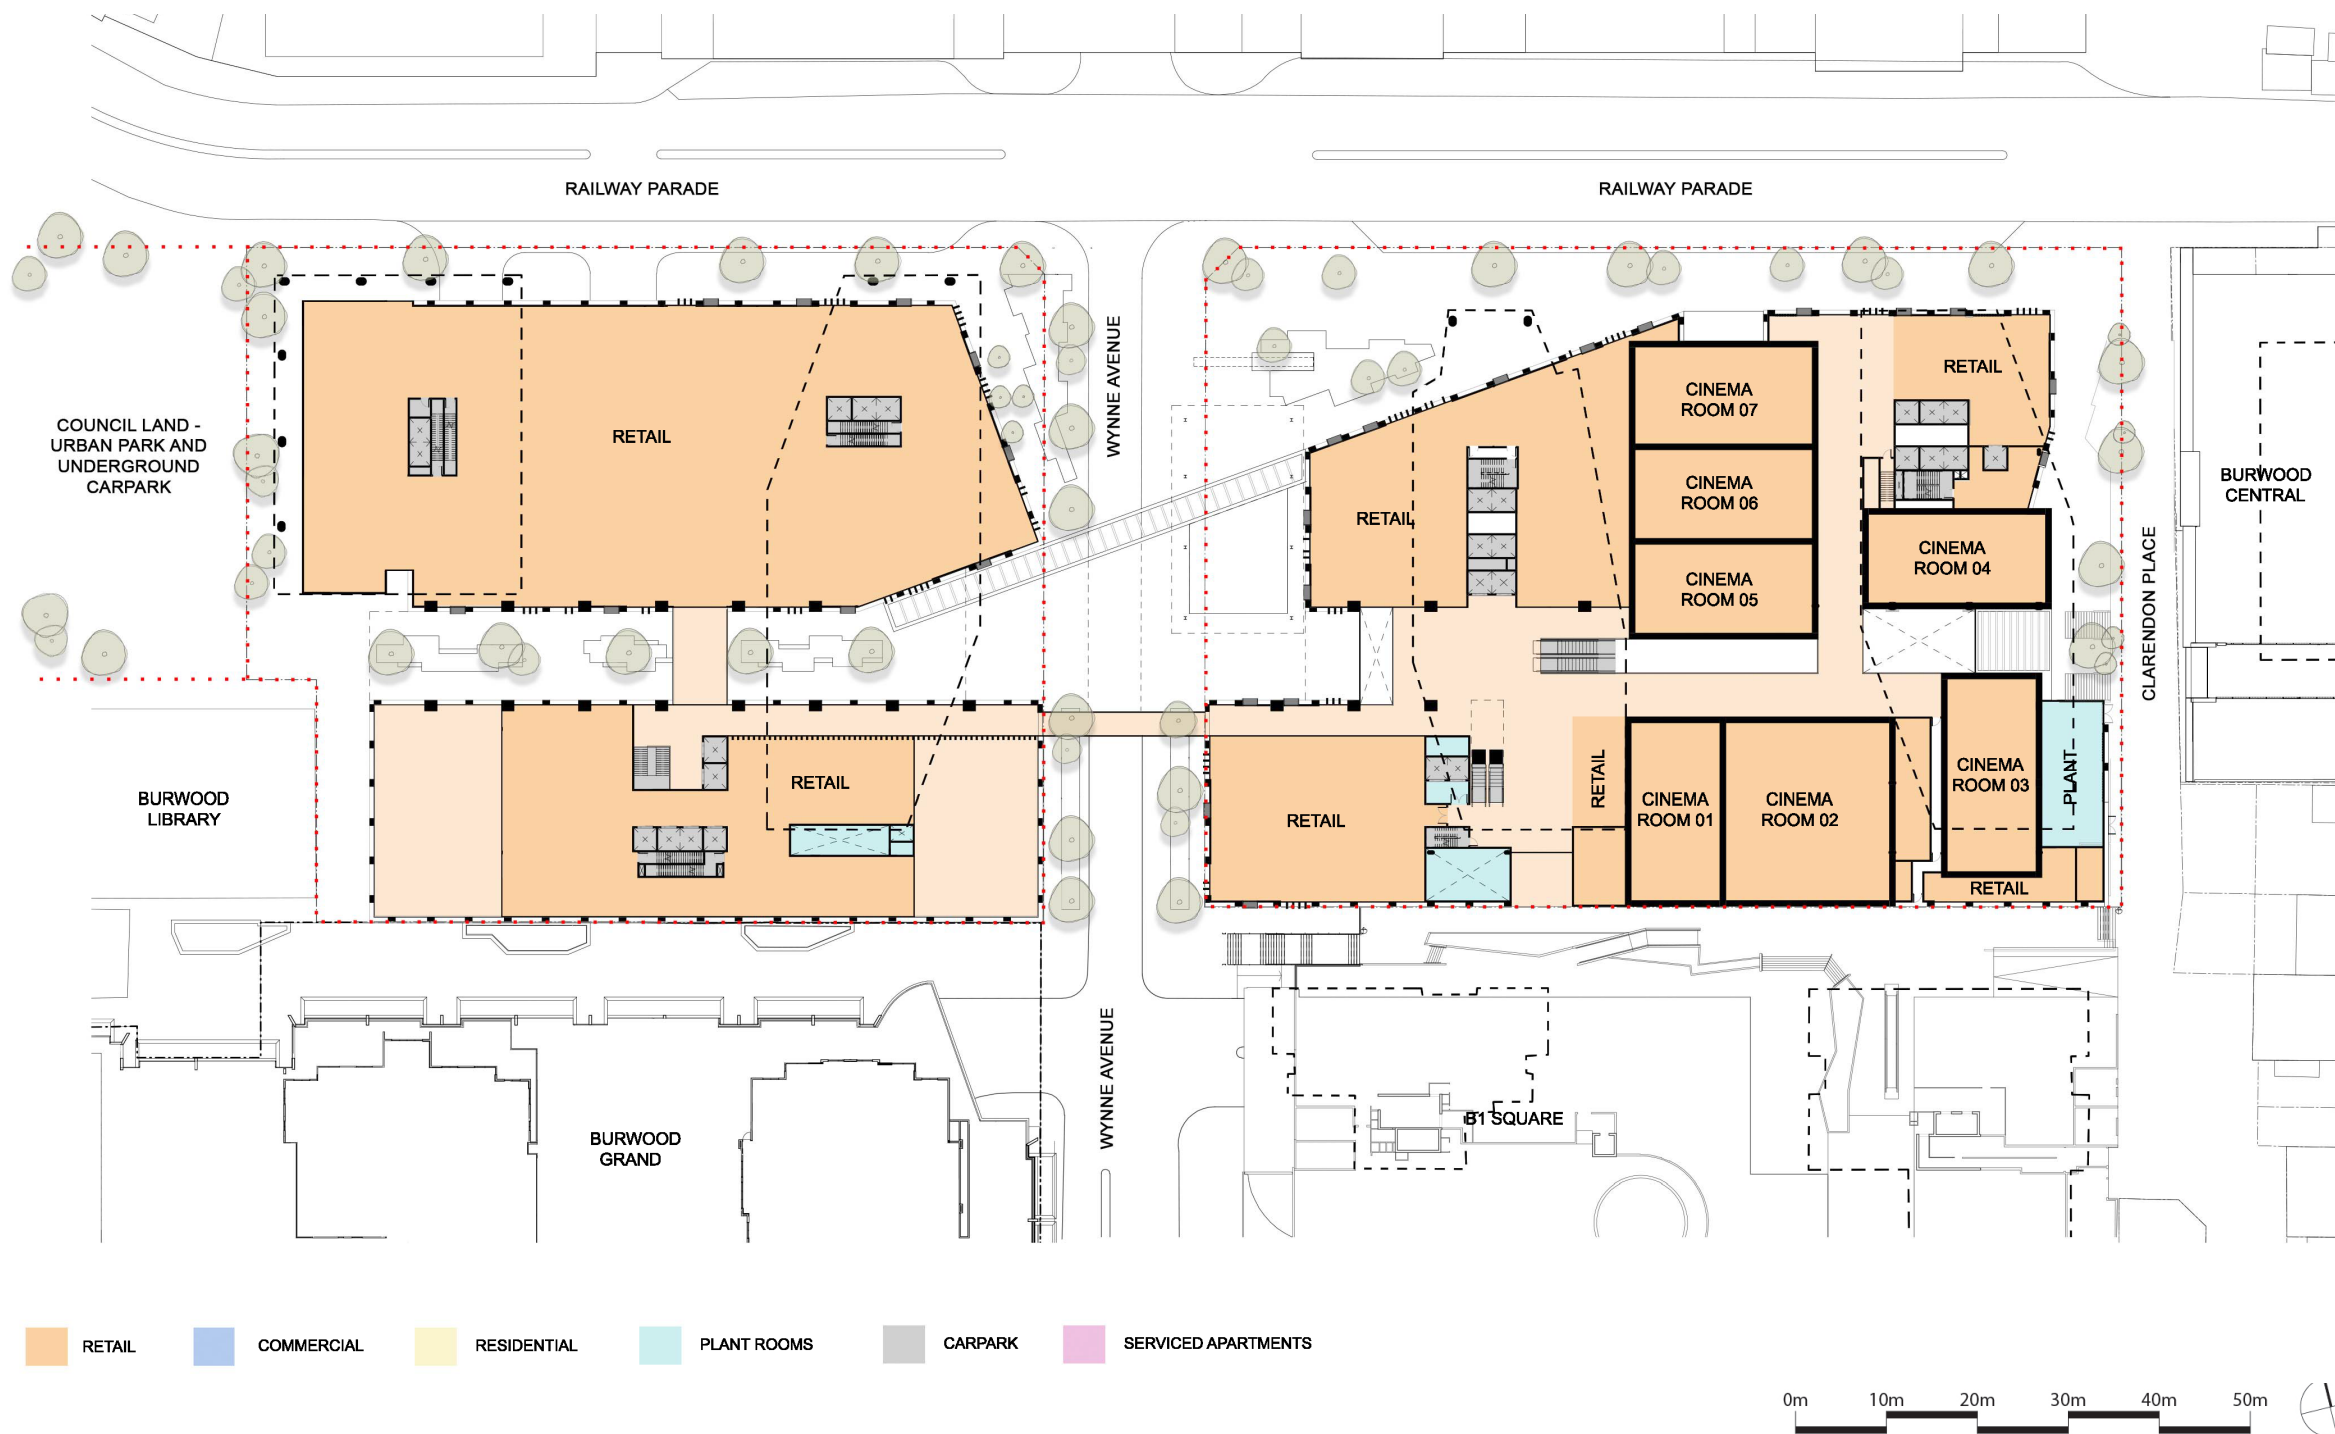 RAILWAY PARADE
RAILWAY PARADE
COUNCIL LAND -
URBAN PARK AND
UNDERGROUND
CARPARK
RETAIL
WYNNE AVENUE
RETAIL
CINEMA
ROOM 07
CINEMA
ROOM 06
CINEMA
ROOM 05
RETAIL
CINEMA
ROOM 04
CLARENDON PLACE
BURWOOD
CENTRAL
BURWOOD
LIBRARY
RETAIL
RETAIL
RETAIL
CINEMA
ROOM 01
CINEMA
ROOM 02
CINEMA
ROOM 03
PLANT
RETAIL
BURWOOD
GRAND
WYNNE AVENUE
B1 SQUARE
RETAIL
COMMERCIAL
RESIDENTIAL
PLANT ROOMS
CARPARK
SERVICED APARTMENTS
0m 10m 20m 30m 40m 50m